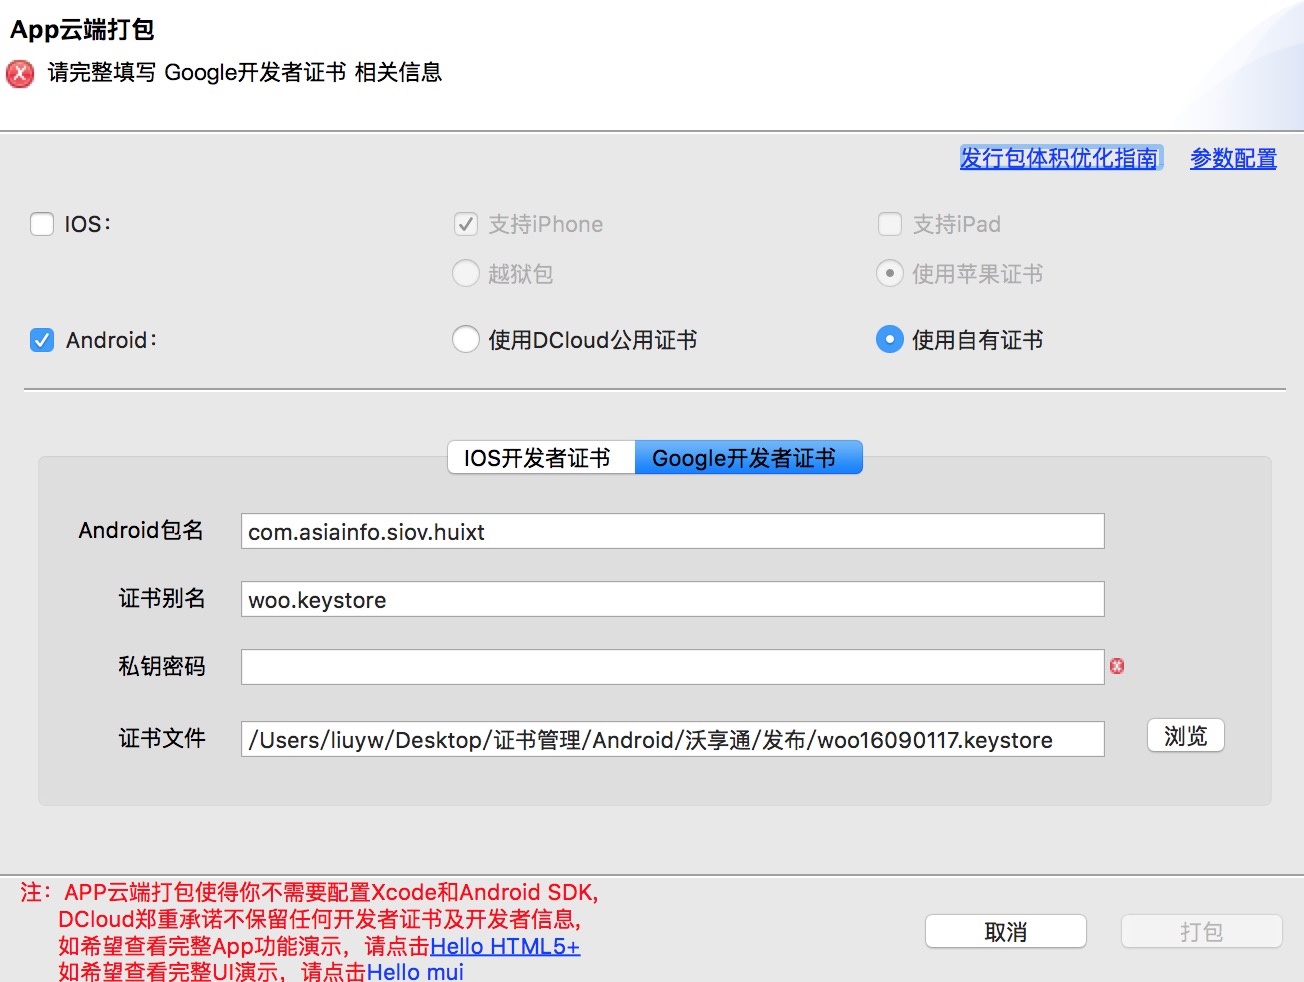 App云端打包
请完整填写 Google开发者证书 相关信息
发行包体积优化指南 参数配置
IOS： 支持iPhone 支持iPad
越狱包 使用苹果证书
Android： 使用DCloud公用证书 使用自有证书
IOS开发者证书 Google开发者证书
Android包名 com.asiainfo.siov.huixt
证书别名 woo.keystore
私钥密码
证书文件 /Users/liuyw/Desktop/证书管理/Android/沃享通/发布/woo16090117.keystore 浏览
注：APP云端打包使得你不需要配置Xcode和Android SDK,
DCloud郑重承诺不保留任何开发者证书及开发者信息,
如希望查看完整App功能演示，请点击Hello HTML5+
如希望查看完整UI演示，请点击Hello mui
取消 打包